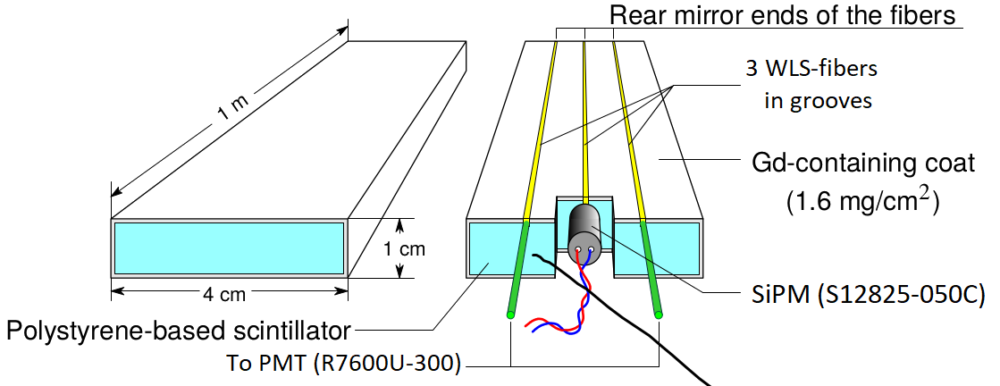 Rear mirror ends of the fibers
3 WLS-fibers
in grooves
1 m
Gd-containing coat
(1.6 mg/cm²)
1 cm
4 cm
SiPM (S12825-050C)
Polystyrene-based scintillator
To PMT (R7600U-300)